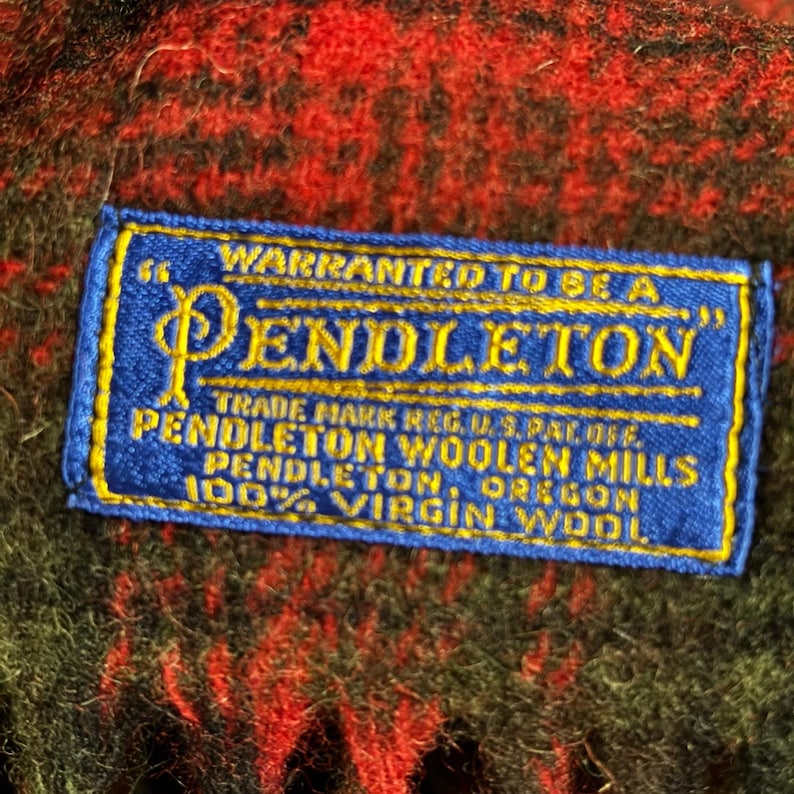 WARRANTED TO BE A
"PENDLETON"
TRADE MARK REG. U.S. PAT. OFF.
PENDLETON WOOLEN MILLS
PENDLETON, OREGON
100% VIRGIN WOOL